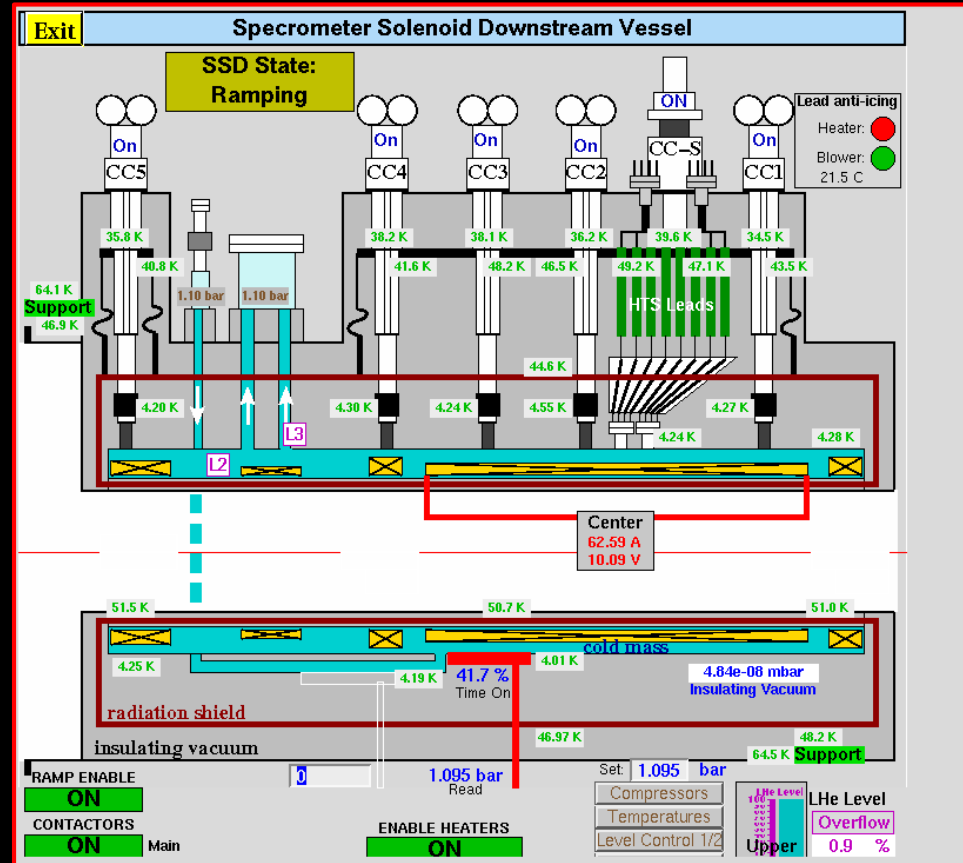 Exit
Specrometer Solenoid Downstream Vessel
SSD State:
Ramping
ON
Lead anti-icing
Heater:
Blower:
21.5 C
On
On
On
On
On
CC5
CC4
CC3
CC2
CC-S
CC1
35.8 K
38.2 K
38.1 K
36.2 K
39.6 K
34.5 K
40.8 K
41.6 K
48.2 K
46.5 K
49.2 K
47.1 K
43.5 K
64.1 K
Support
46.9 K
1.10 bar
1.10 bar
HTS Leads
44.6 K
4.20 K
4.30 K
4.24 K
4.55 K
4.27 K
L3
4.24 K
4.28 K
L2
Center
62.59 A
10.09 V
51.5 K
50.7 K
51.0 K
cold mass
4.25 K
4.19 K
41.7 %
Time On
4.01 K
4.84e-08 mbar
Insulating Vacuum
radiation shield
46.97 K
48.2 K
insulating vacuum
64.5 K
Support
RAMP ENABLE
ON
0
1.095 bar
Read
Set:
1.095 bar
Compressors
Temperatures
Level Control 1/2
LHe Level
100
Upper
LHe Level
Overflow
0.9 %
CONTACTORS
ON
Main
ENABLE HEATERS
ON